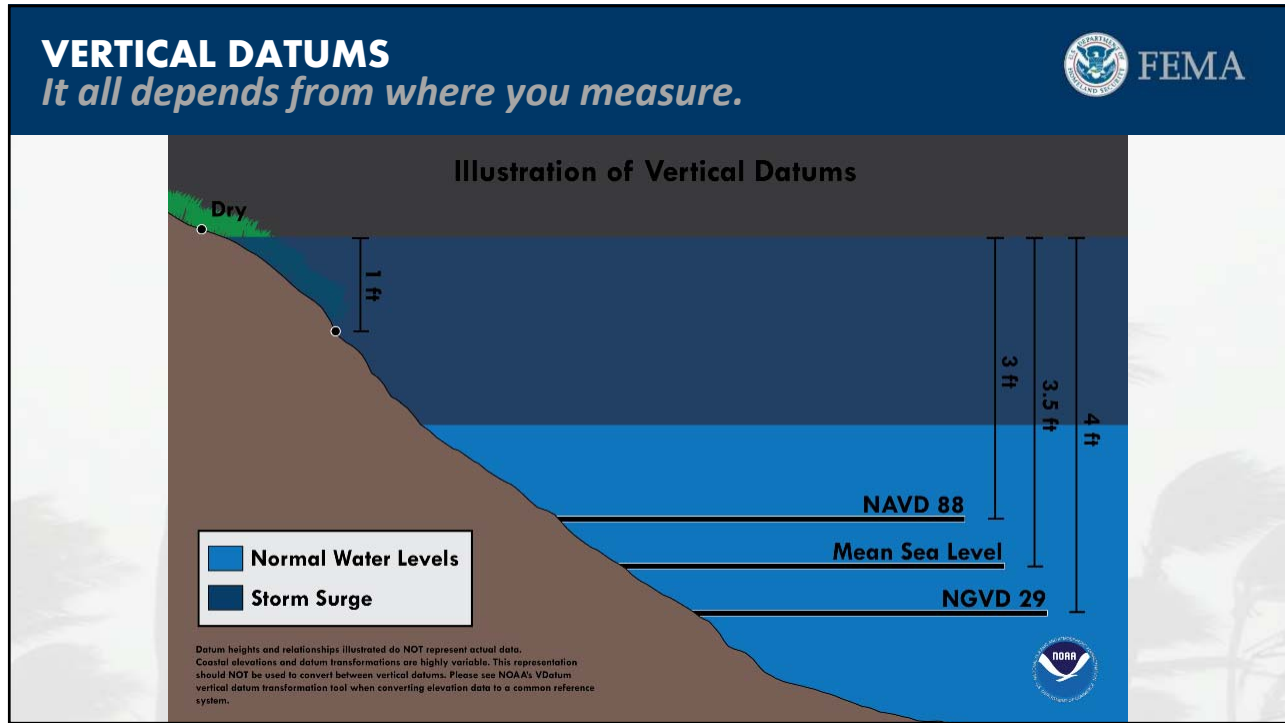 VERTICAL DATUMS
It all depends from where you measure.
FEMA
Illustration of Vertical Datums
Dry
1 ft
3 ft
3.5 ft
4 ft
NAVD 88
Mean Sea Level
NGVD 29
Normal Water Levels
Storm Surge
Datum heights and relationships illustrated do NOT represent actual data.
Coastal elevations and datum transformations are highly variable. This representation
should NOT be used to convert between vertical datums. Please see NOAA's VDatum
vertical datum transformation tool when converting elevation data to a common reference
system.
NOAA